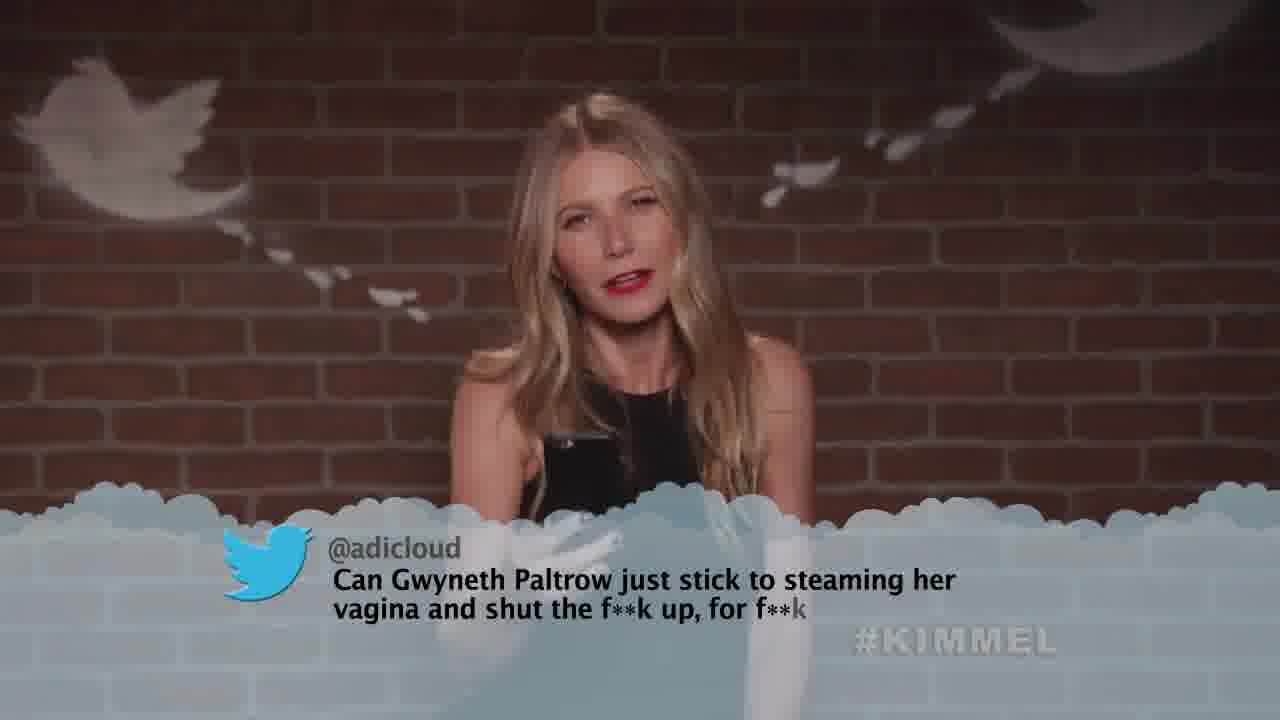 @adicloud
Can Gwyneth Paltrow just stick to steaming her
vagina and shut the f**k up, for f**k
#KIMMEL